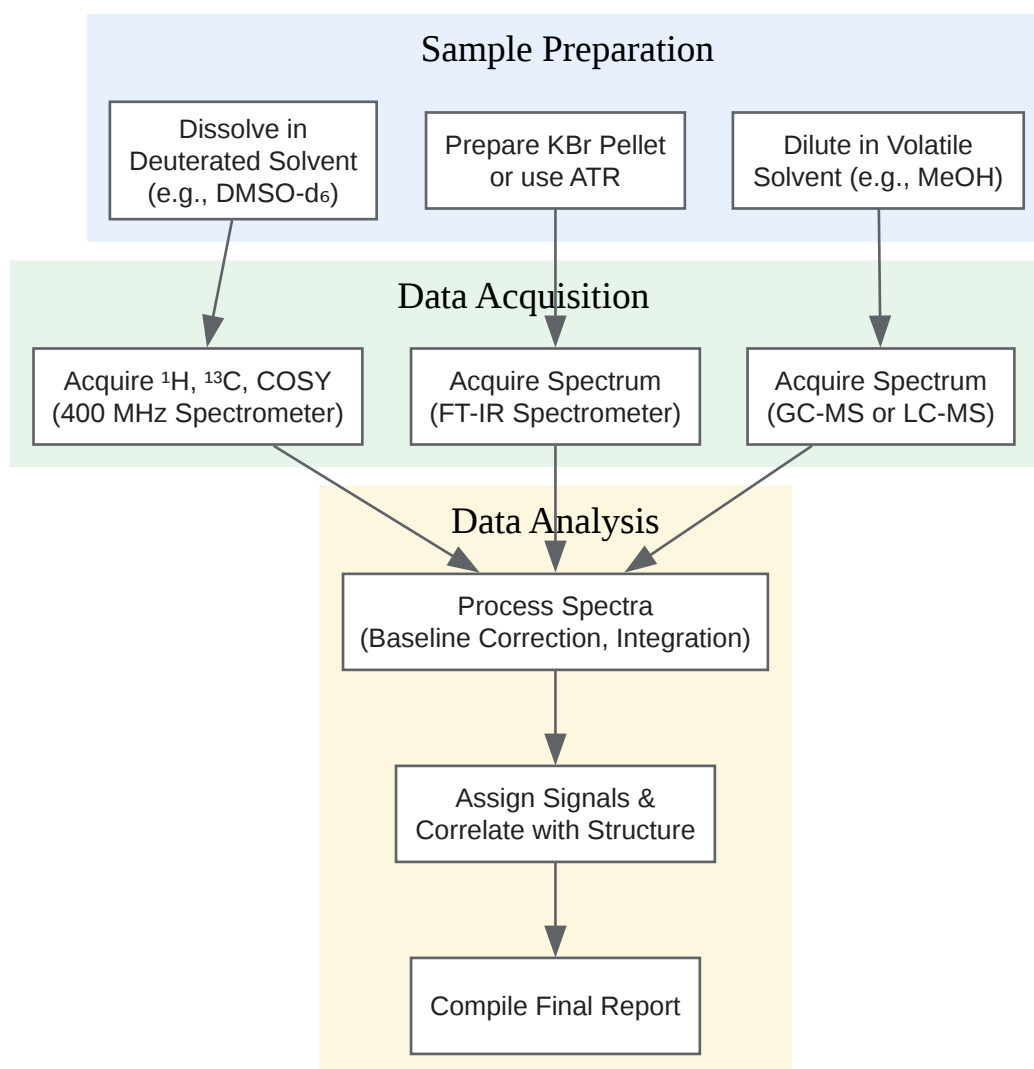 Sample Preparation
Dissolve in
Deuterated Solvent
(e.g., DMSO-d₆)
Prepare KBr Pellet
or use ATR
Dilute in Volatile
Solvent (e.g., MeOH)
Data Acquisition
Acquire ¹H, ¹³C, COSY
(400 MHz Spectrometer)
Acquire Spectrum
(FT-IR Spectrometer)
Acquire Spectrum
(GC-MS or LC-MS)
Data Analysis
Process Spectra
(Baseline Correction, Integration)
Assign Signals &
Correlate with Structure
Compile Final Report